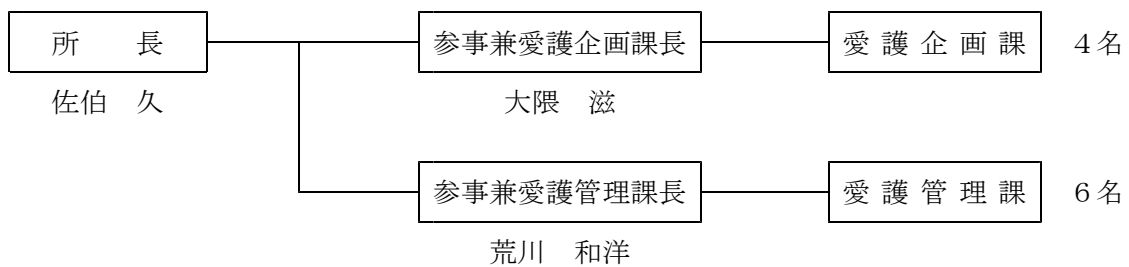 所　長　参事兼愛護企画課長　愛護企画課　４名
佐伯　久　大隈　滋
参事兼愛護管理課長　愛護管理課　６名
荒川　和洋